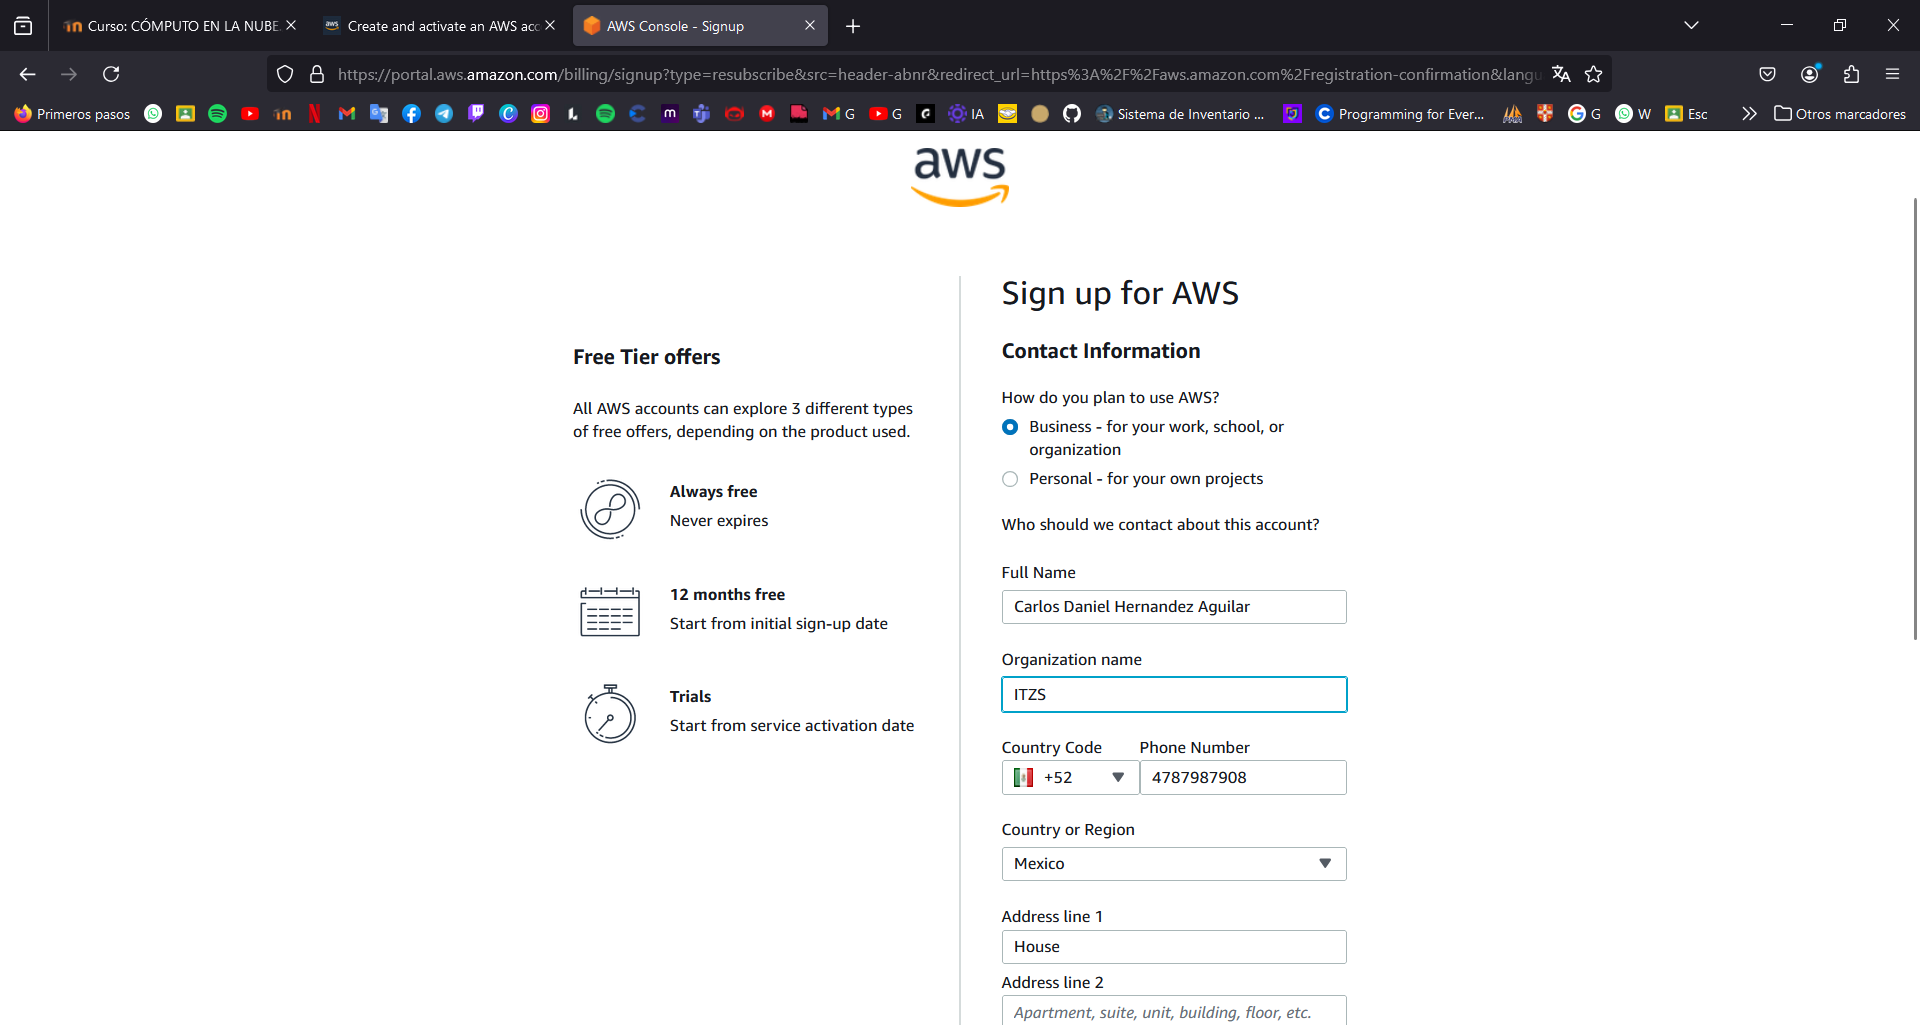 Curso: CÓMPUTO EN LA NUBE.
Create and activate an AWS acc
AWS Console - Signup
https://portal.aws.amazon.com/billing/signup?type=resubscribe&src=header-abnr&redirect_url=https%3A%2F%2Faws.amazon.com%2Fregistration-confirmation&langu
Primeros pasos
G
G
IA
Sistema de Inventario ...
Programming for Ever...
G
W
Esc
Otros marcadores
aws
Sign up for AWS
Free Tier offers
All AWS accounts can explore 3 different types
of free offers, depending on the product used.
Always free
Never expires
12 months free
Start from initial sign-up date
Trials
Start from service activation date
Contact Information
How do you plan to use AWS?
Business - for your work, school, or
organization
Personal - for your own projects
Who should we contact about this account?
Full Name
Carlos Daniel Hernandez Aguilar
Organization name
ITZS
Country Code Phone Number
+52 4787987908
Country or Region
Mexico
Address line 1
House
Address line 2
Apartment, suite, unit, building, floor, etc.